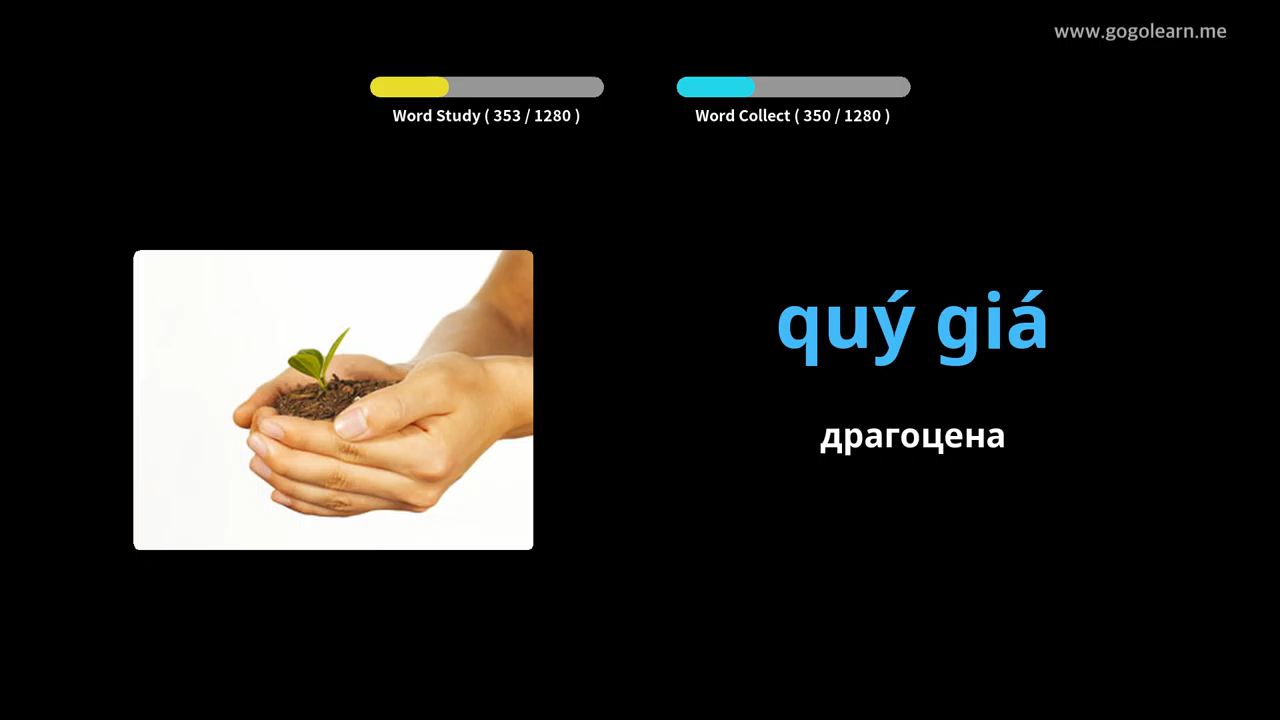 www.gogolearn.me
Word Study ( 353 / 1280 )
Word Collect ( 350 / 1280 )
quý giá
драгоцена